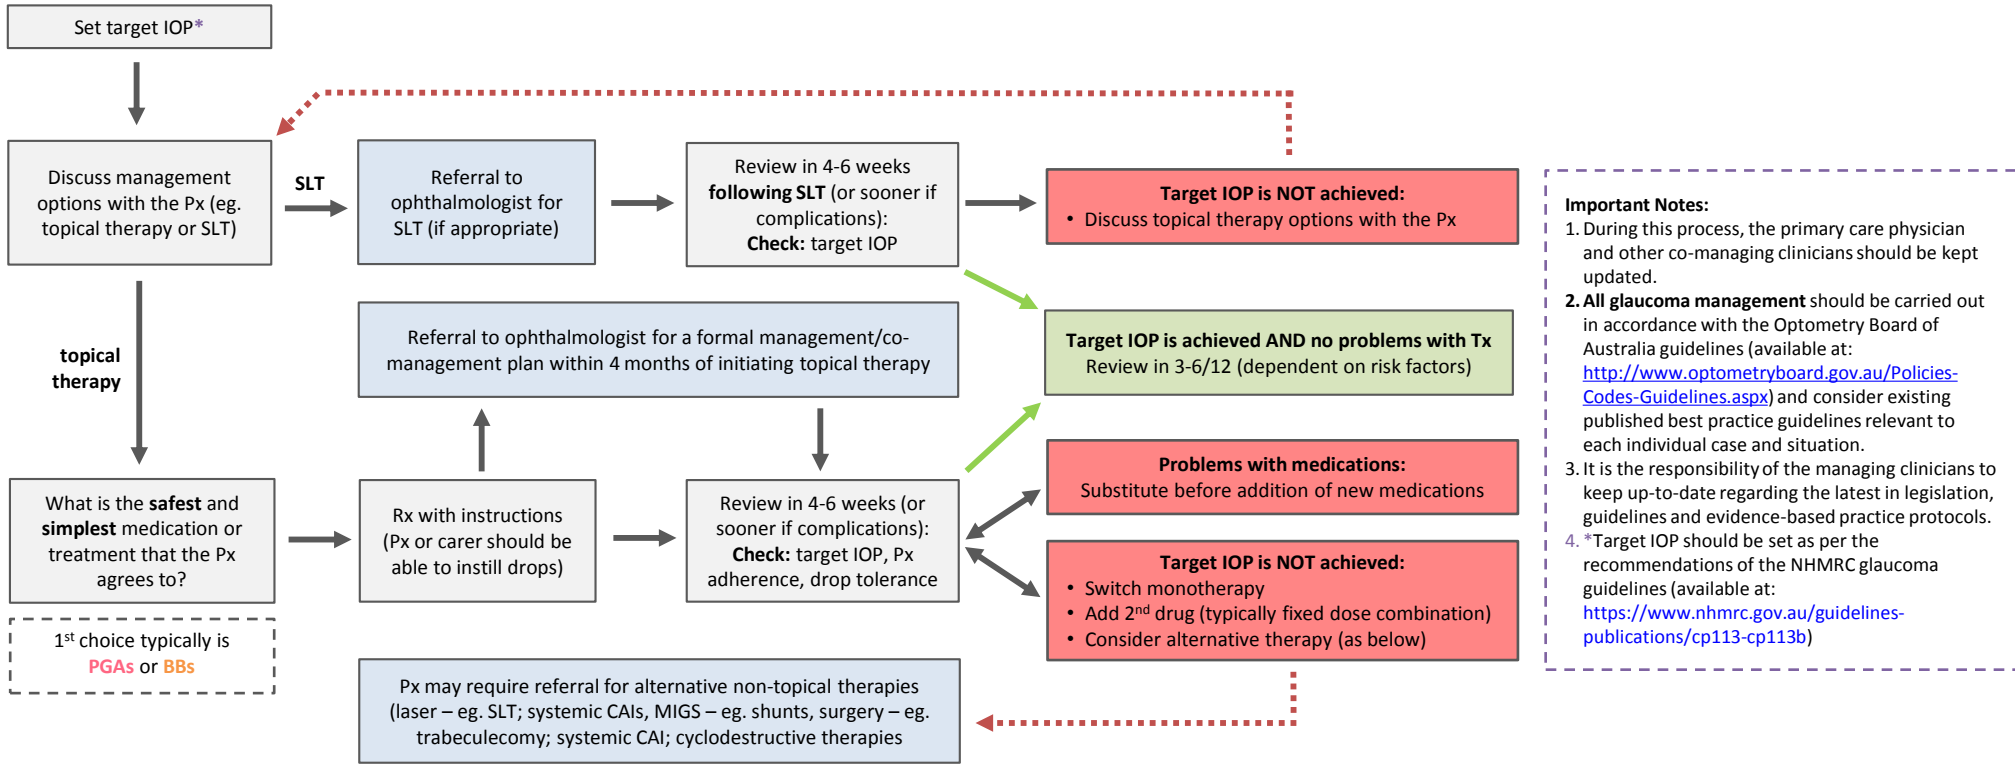 Set target IOP*
Discuss management
options with the Px (eg.
topical therapy or SLT)
SLT
Referral to
ophthalmologist for
SLT (if appropriate)
Review in 4-6 weeks
following SLT (or sooner if
complications):
Check: target IOP
Target IOP is NOT achieved:
• Discuss topical therapy options with the Px
topical
therapy
Referral to ophthalmologist for a formal management/co-
management plan within 4 months of initiating topical therapy
Target IOP is achieved AND no problems with Tx
Review in 3-6/12 (dependent on risk factors)
What is the safest and
simplest medication or
treatment that the Px
agrees to?
Rx with instructions
(Px or carer should be
able to instill drops)
Review in 4-6 weeks (or
sooner if complications):
Check: target IOP, Px
adherence, drop tolerance
Problems with medications:
Substitute before addition of new medications
Target IOP is NOT achieved:
• Switch monotherapy
• Add 2nd drug (typically fixed dose combination)
• Consider alternative therapy (as below)
1st choice typically is
PGAs or BBs
Px may require referral for alternative non-topical therapies
(laser – eg. SLT; systemic CAIs, MIGS – eg. shunts, surgery – eg.
trabeculecomy; systemic CAI; cyclodestructive therapies
Important Notes:
1. During this process, the primary care physician
and other co-managing clinicians should be kept
updated.
2. All glaucoma management should be carried out
in accordance with the Optometry Board of
Australia guidelines (available at:
http://www.optometryboard.gov.au/Policies-
Codes-Guidelines.aspx) and consider existing
published best practice guidelines relevant to
each individual case and situation.
3. It is the responsibility of the managing clinicians to
keep up-to-date regarding the latest in legislation,
guidelines and evidence-based practice protocols.
4. *Target IOP should be set as per the
recommendations of the NHMRC glaucoma
guidelines (available at:
https://www.nhmrc.gov.au/guidelines-
publications/cp113-cp113b)